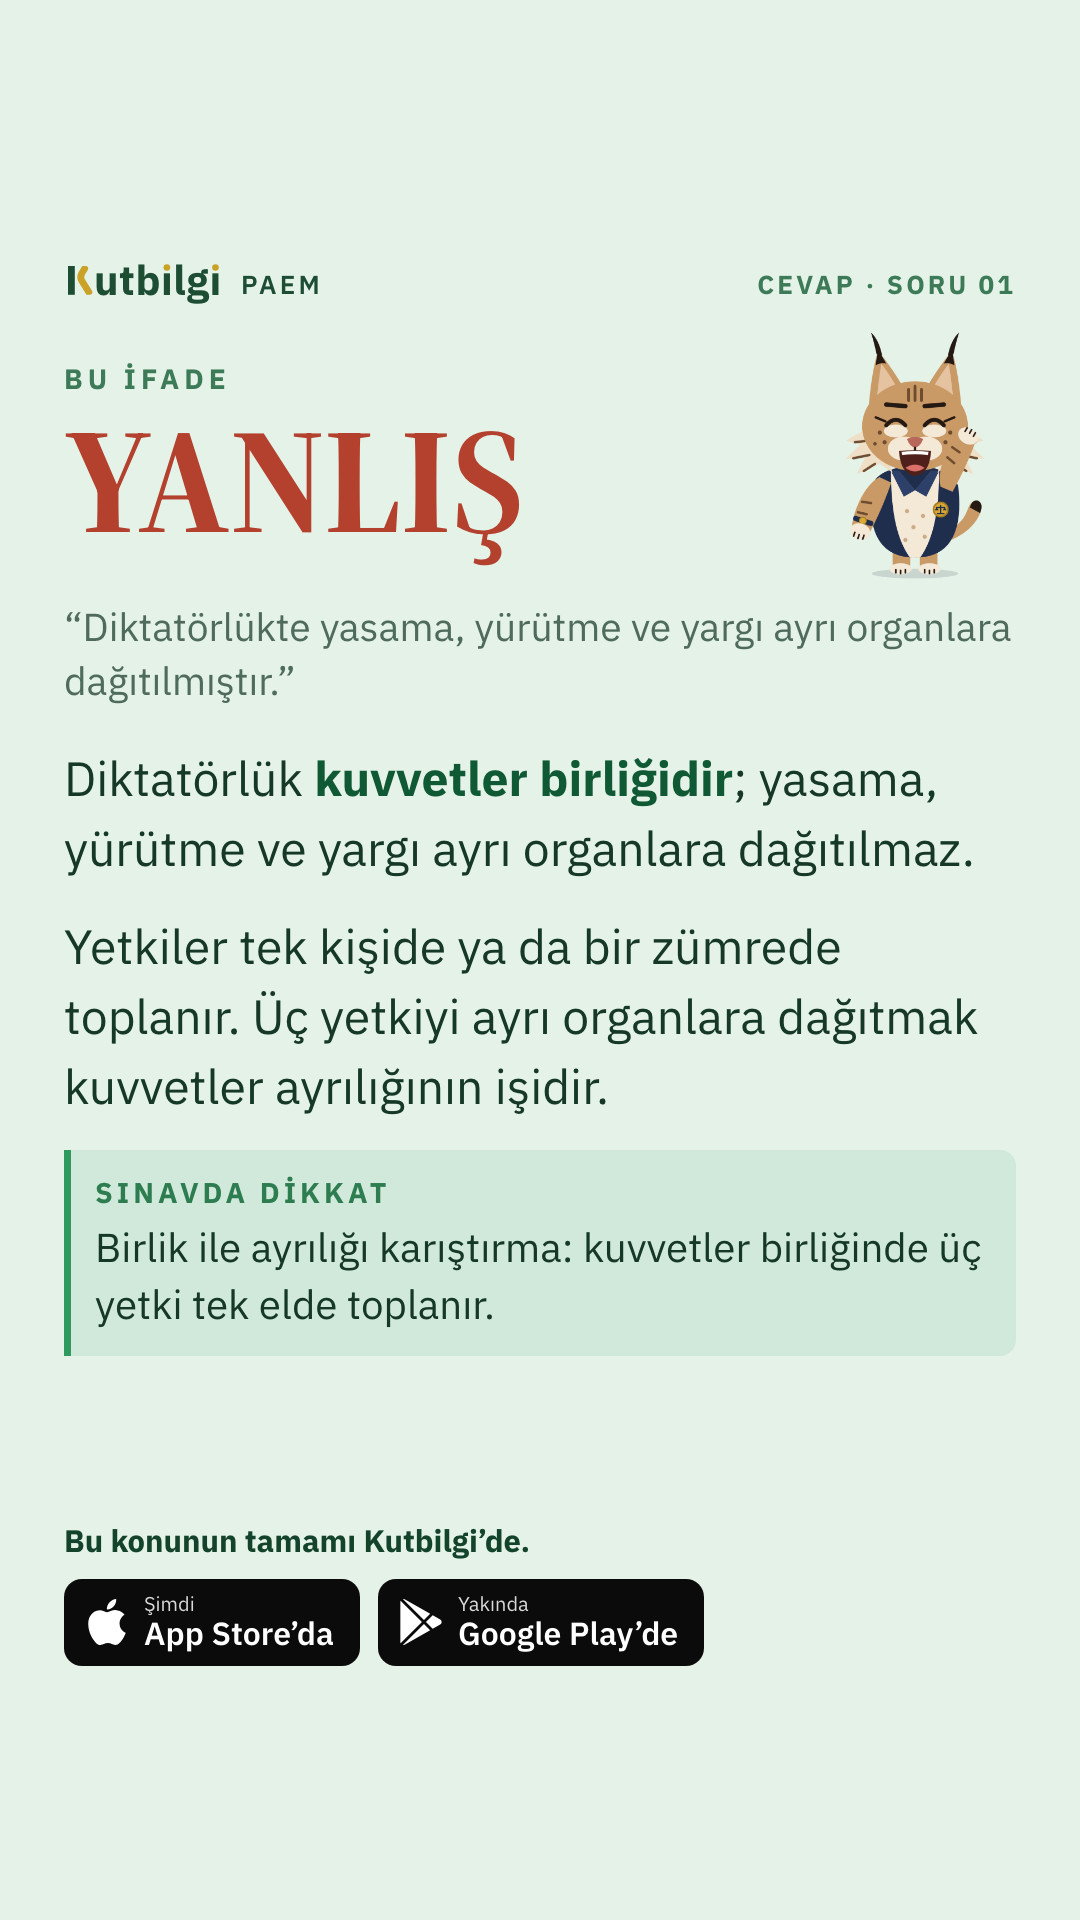 Kutbilgi PAEM
CEVAP · SORU 01
BU İFADE
YANLIŞ
“Diktatörlükte yasama, yürütme ve yargı ayrı organlara
dağıtılmıştır.”
Diktatörlük kuvvetler birliğidir; yasama,
yürütme ve yargı ayrı organlara dağıtılmaz.
Yetkiler tek kişide ya da bir zümrede
toplanır. Üç yetkiyi ayrı organlara dağıtmak
kuvvetler ayrılığının işidir.
SINAVDA DİKKAT
Birlik ile ayrılığı karıştırma: kuvvetler birliğinde üç
yetki tek elde toplanır.
Bu konunun tamamı Kutbilgi’de.
Şimdi
App Store’da
Yakında
Google Play’de